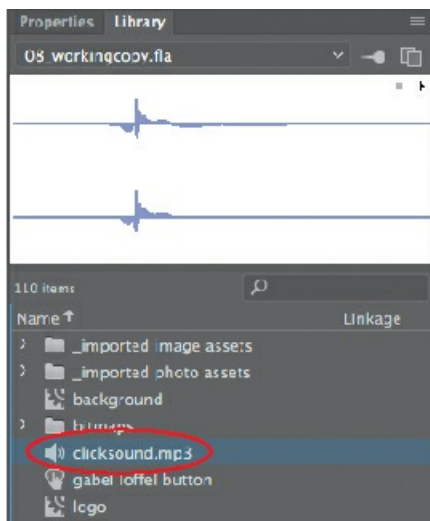 Properties Library
08_workingcopy.fla
110 items
Name Linkage
_imported image assets
_imported photo assets
background
bitmaps
clicksound.mp3
gabel loffel button
logo